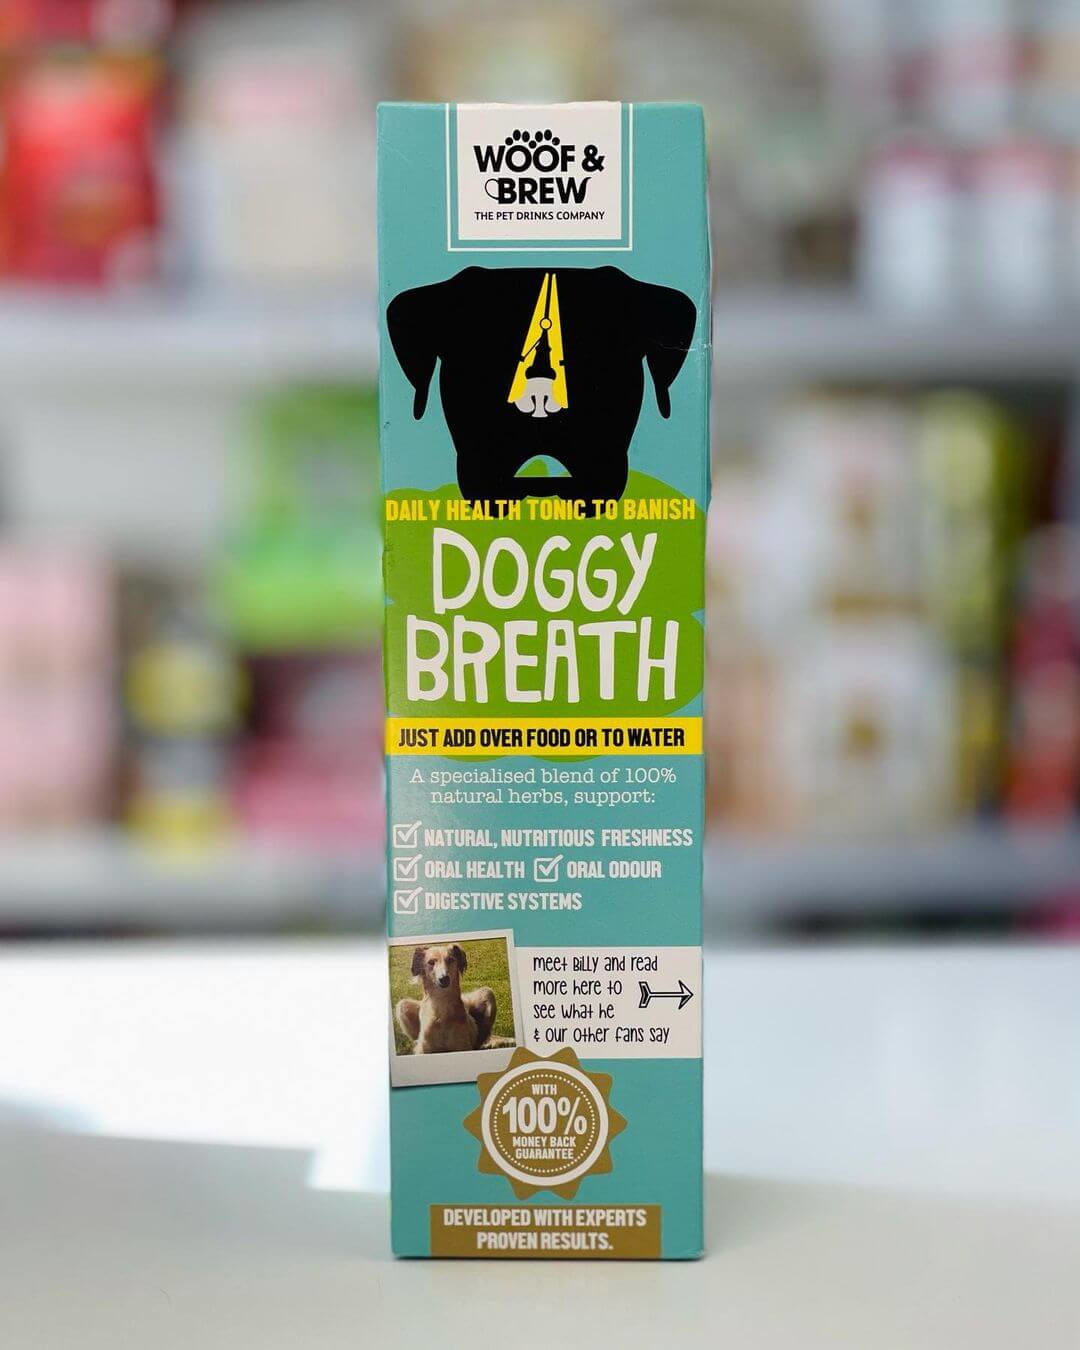 WOOF &
BREW
THE PET DRINKS COMPANY
DAILY HEALTH TONIC TO BANISH
DOGGY
BREATH
JUST ADD OVER FOOD OR TO WATER
A specialised blend of 100%
natural herbs, support:
NATURAL, NUTRITIOUS FRESHNESS
ORAL HEALTH ORAL ODOUR
DIGESTIVE SYSTEMS
meet Billy and read
more here to
see what he
& our other fans say
WITH
100%
MONEY BACK
GUARANTEE
DEVELOPED WITH EXPERTS
PROVEN RESULTS.